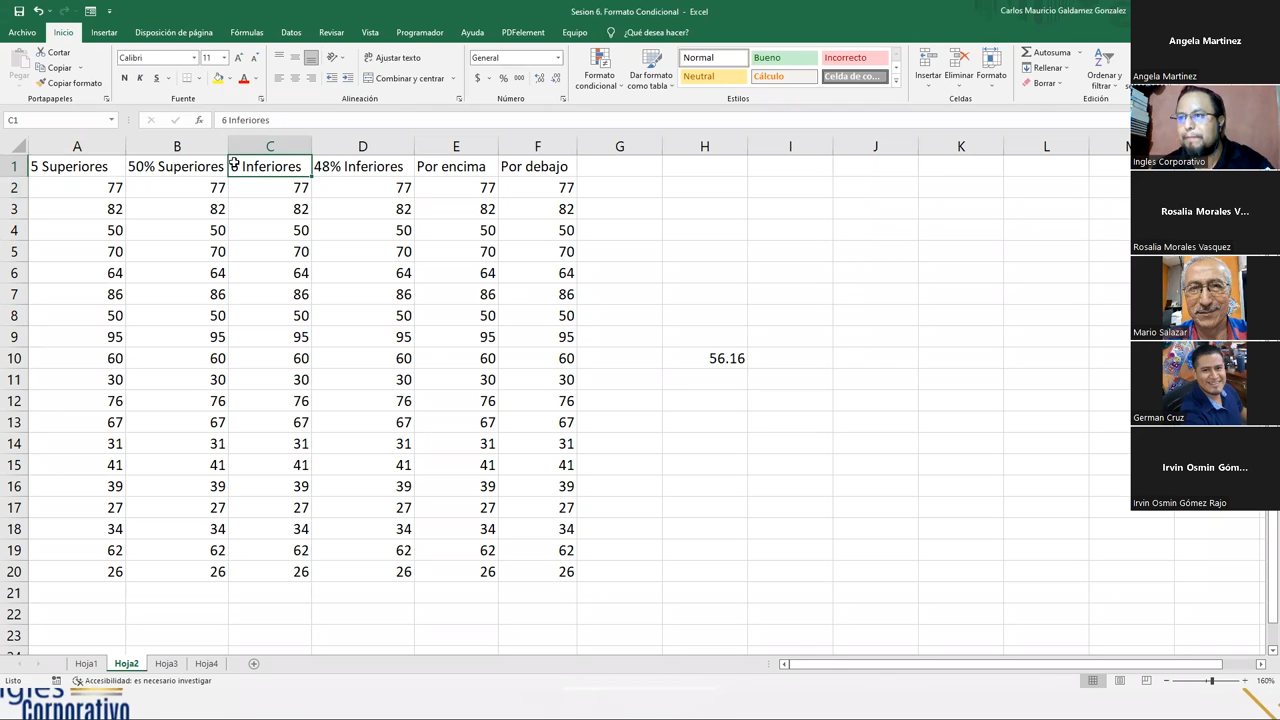 Sesion 6. Formato Condicional - Excel
Carlos Mauricio Galdamez Gonzalez
Archivo Inicio Insertar Disposición de página Fórmulas Datos Revisar Vista Programador Ayuda PDFelement Equipo ¿Qué desea hacer?
Pegar
Cortar
Copiar
Copiar formato
Portapapeles
Calibri 11
N K S
Fuente
Ajustar texto
Combinar y centrar
Alineación
General
$ % 000
Número
Formato condicional
Dar formato como tabla
Normal Bueno Incorrecto
Neutral Cálculo Celda de co...
Estilos
Insertar Eliminar Formato
Celdas
Autosuma
Rellenar
Borrar
Ordenar y filtrar
Edición
C1 fx 6 Inferiores
A B C D E F G H I J K L
1 5 Superiores 50% Superiores Inferiores 48% Inferiores Por encima Por debajo
2 77 77 77 77 77 77
3 82 82 82 82 82 82
4 50 50 50 50 50 50
5 70 70 70 70 70 70
6 64 64 64 64 64 64
7 86 86 86 86 86 86
8 50 50 50 50 50 50
9 95 95 95 95 95 95
10 60 60 60 60 60 60 56.16
11 30 30 30 30 30 30
12 76 76 76 76 76 76
13 67 67 67 67 67 67
14 31 31 31 31 31 31
15 41 41 41 41 41 41
16 39 39 39 39 39 39
17 27 27 27 27 27 27
18 34 34 34 34 34 34
19 62 62 62 62 62 62
20 26 26 26 26 26 26
21
22
23
Hoja1 Hoja2 Hoja3 Hoja4
Listo Accesibilidad: es necesario investigar 160%
Ingles
Corporativo
Angela Martinez
Angela Martinez
Ingles Corporativo
Rosalia Morales V...
Rosalia Morales Vasquez
Mario Salazar
German Cruz
Irvin Osmin Góm...
Irvin Osmin Gómez Rajo